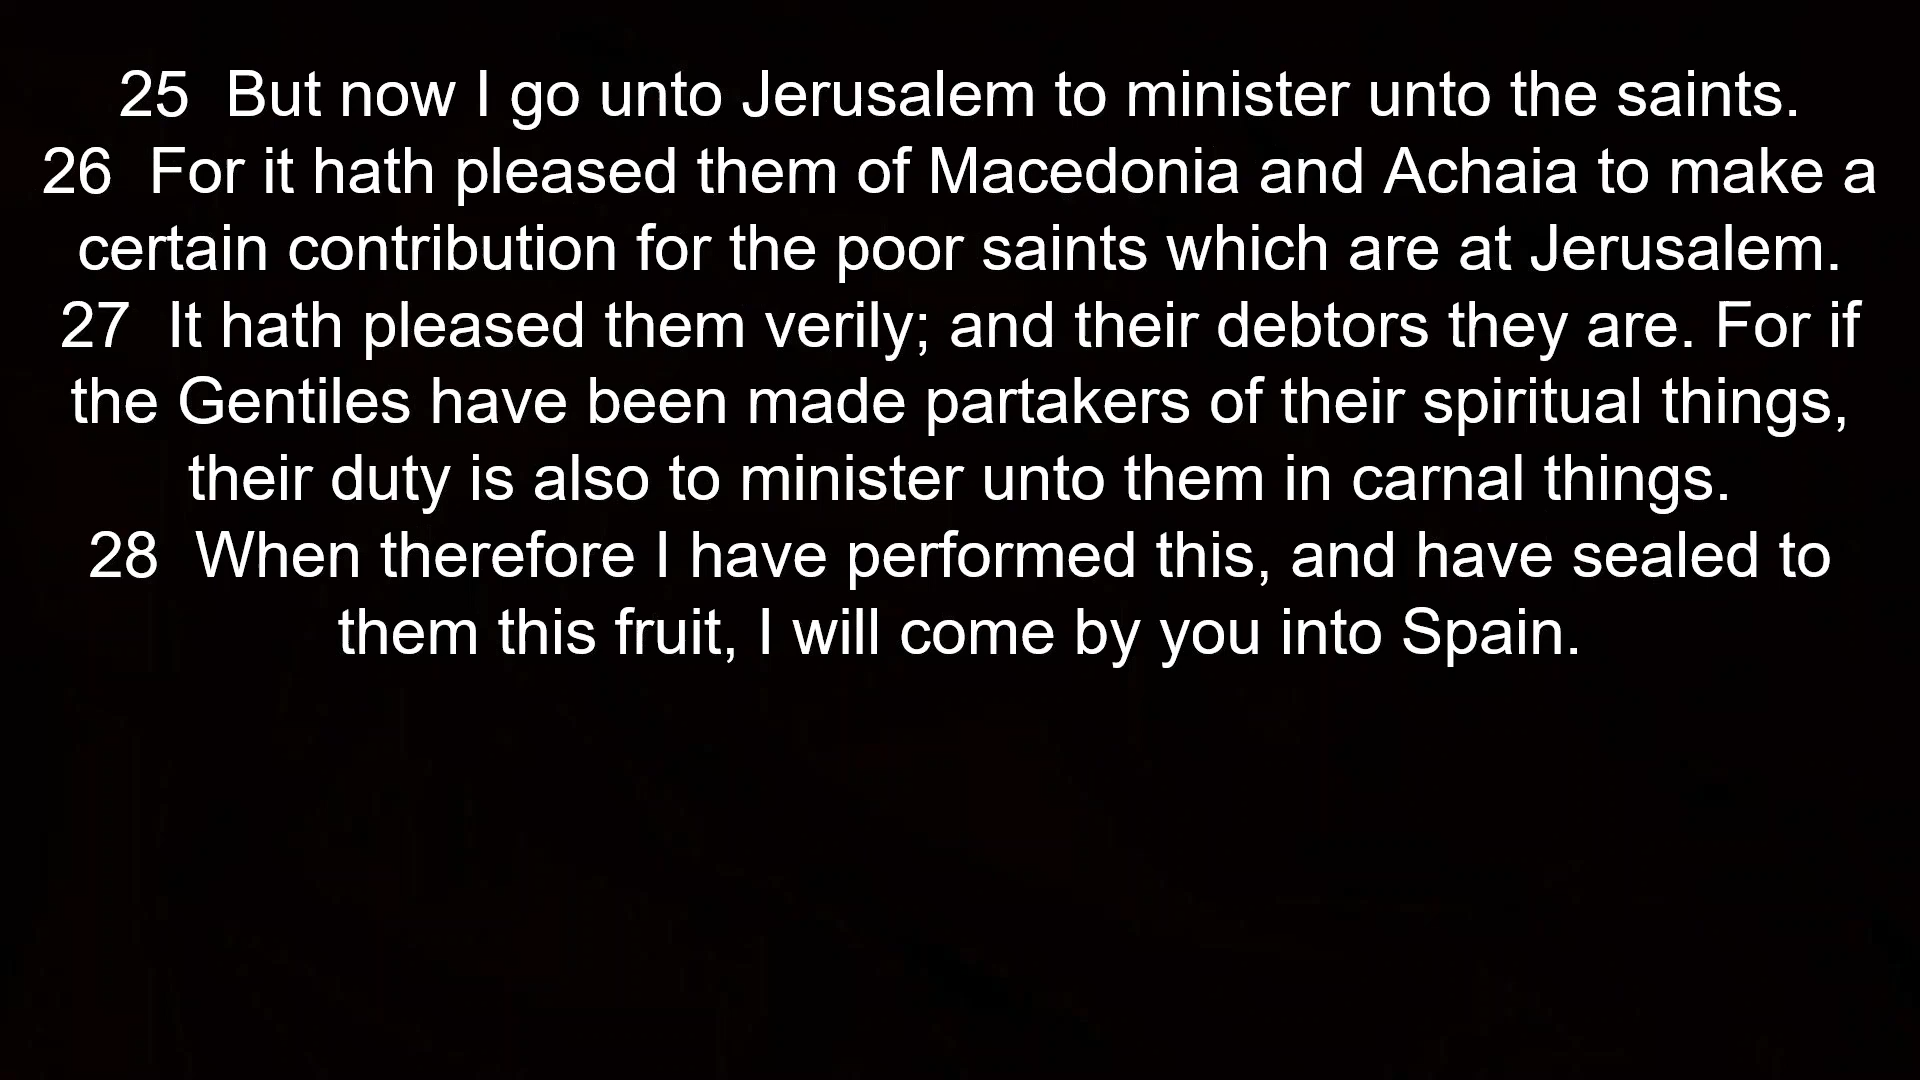 25  But now I go unto Jerusalem to minister unto the saints.
26  For it hath pleased them of Macedonia and Achaia to make a
certain contribution for the poor saints which are at Jerusalem.
27  It hath pleased them verily; and their debtors they are. For if
the Gentiles have been made partakers of their spiritual things,
their duty is also to minister unto them in carnal things.
28  When therefore I have performed this, and have sealed to
them this fruit, I will come by you into Spain.